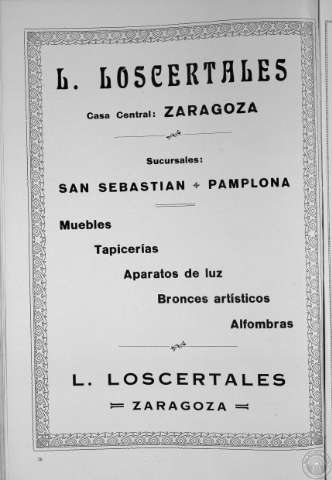 L. LOSCERTALES
Casa Central: ZARAGOZA
Sucursales:
SAN SEBASTIAN + PAMPLONA
Muebles
Tapicerías
Aparatos de luz
Bronces artísticos
Alfombras
L. LOSCERTALES
ZARAGOZA